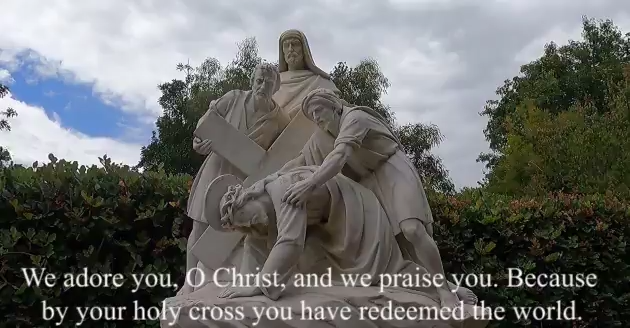 We adore you, O Christ, and we praise you. Because
by your holy cross you have redeemed the world.